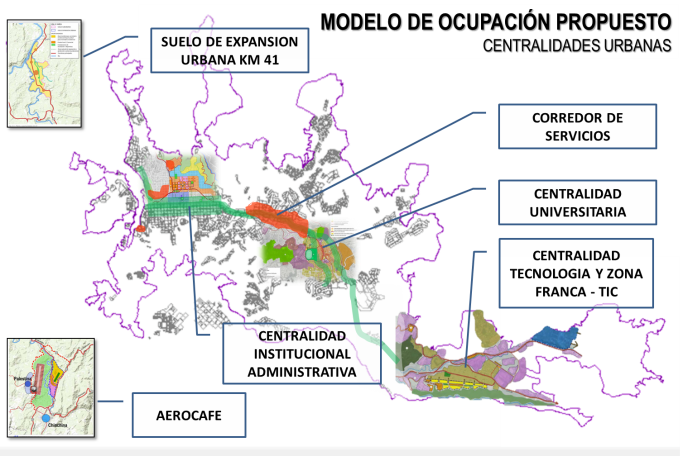 MODELO DE OCUPACIÓN PROPUESTO
CENTRALIDADES URBANAS
SUELO DE EXPANSION
URBANA KM 41
CORREDOR DE
SERVICIOS
CENTRALIDAD
UNIVERSITARIA
CENTRALIDAD
TECNOLOGIA Y ZONA
FRANCA - TIC
CENTRALIDAD
INSTITUCIONAL
ADMINISTRATIVA
AEROCAFE
Palestina
Chinchina